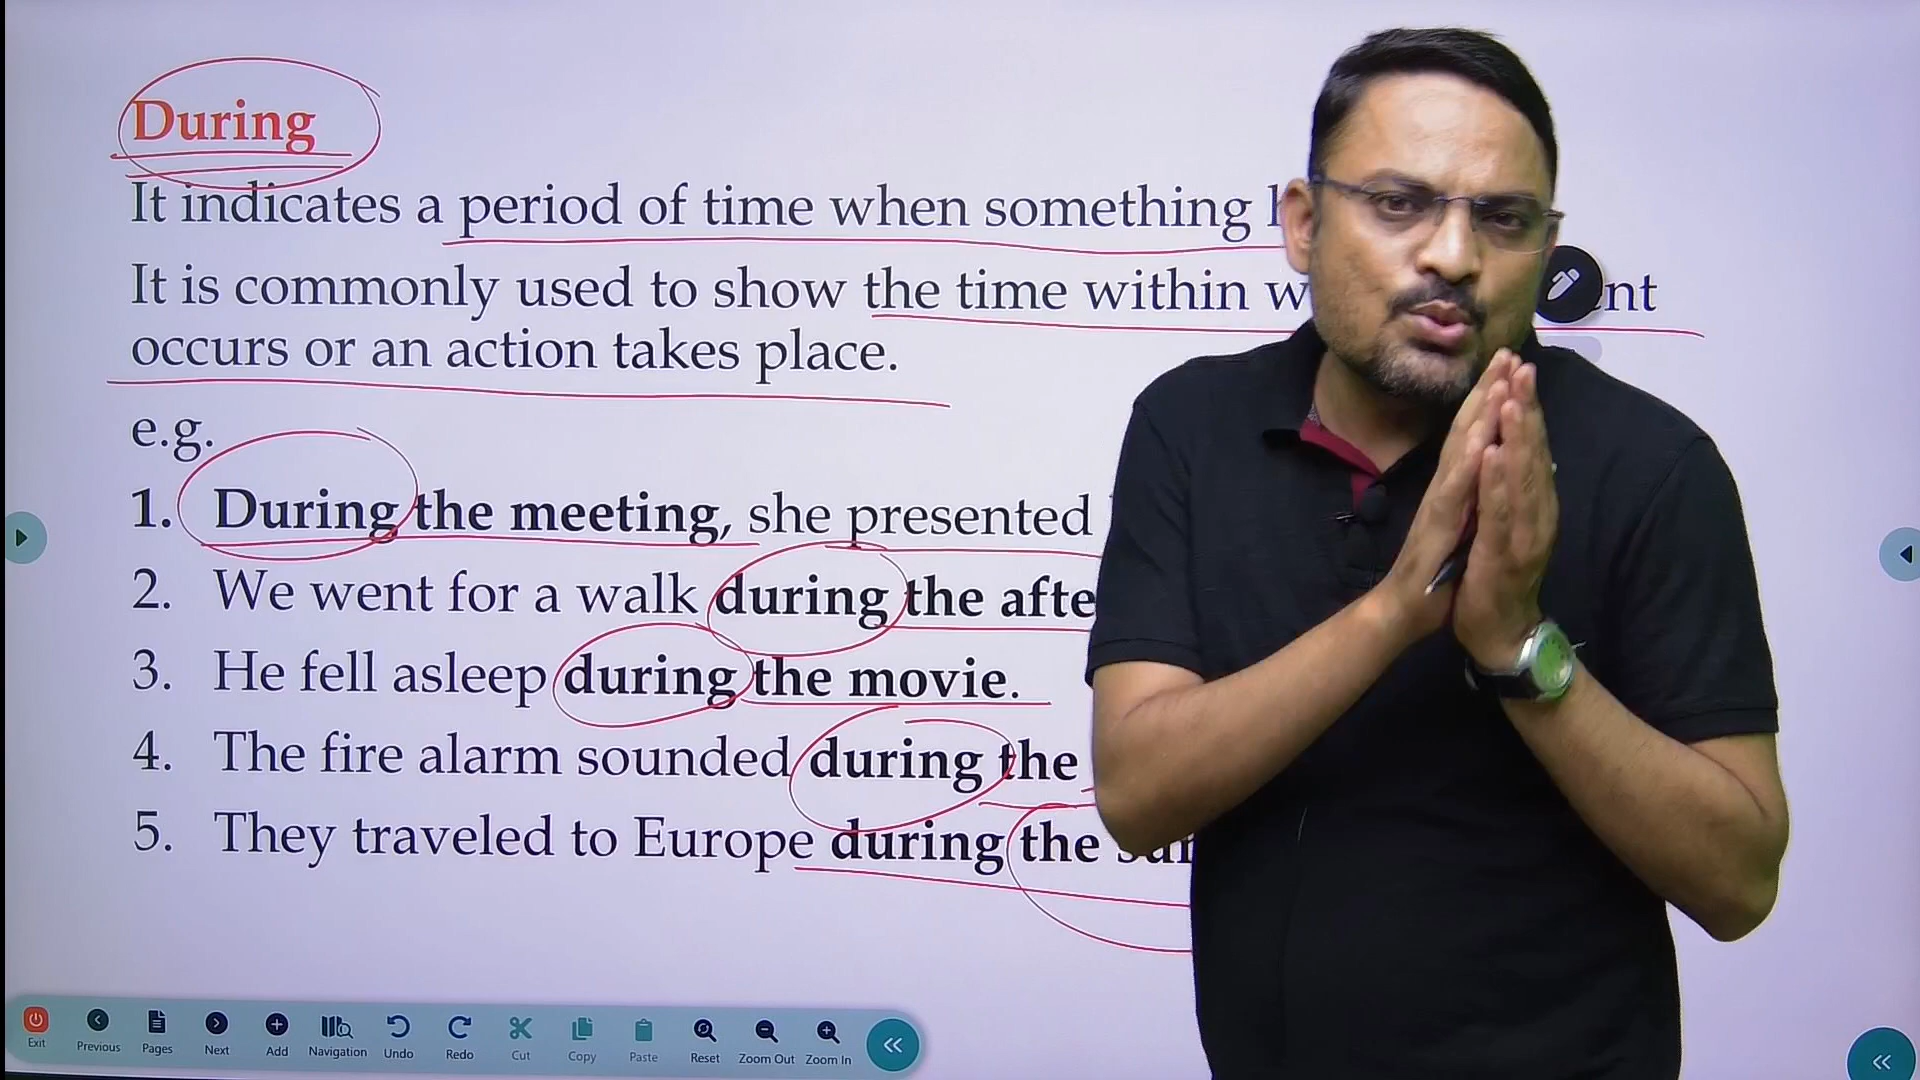 During
It indicates a period of time when something
It is commonly used to show the time within
occurs or an action takes place.
e.g.
1. During the meeting, she presented
2. We went for a walk during the
3. He fell asleep during the movie.
4. The fire alarm sounded during the
5. They traveled to Europe during the
Exit Previous Pages Next Add Navigation Undo Redo Cut Copy Paste Reset Zoom Out Zoom In